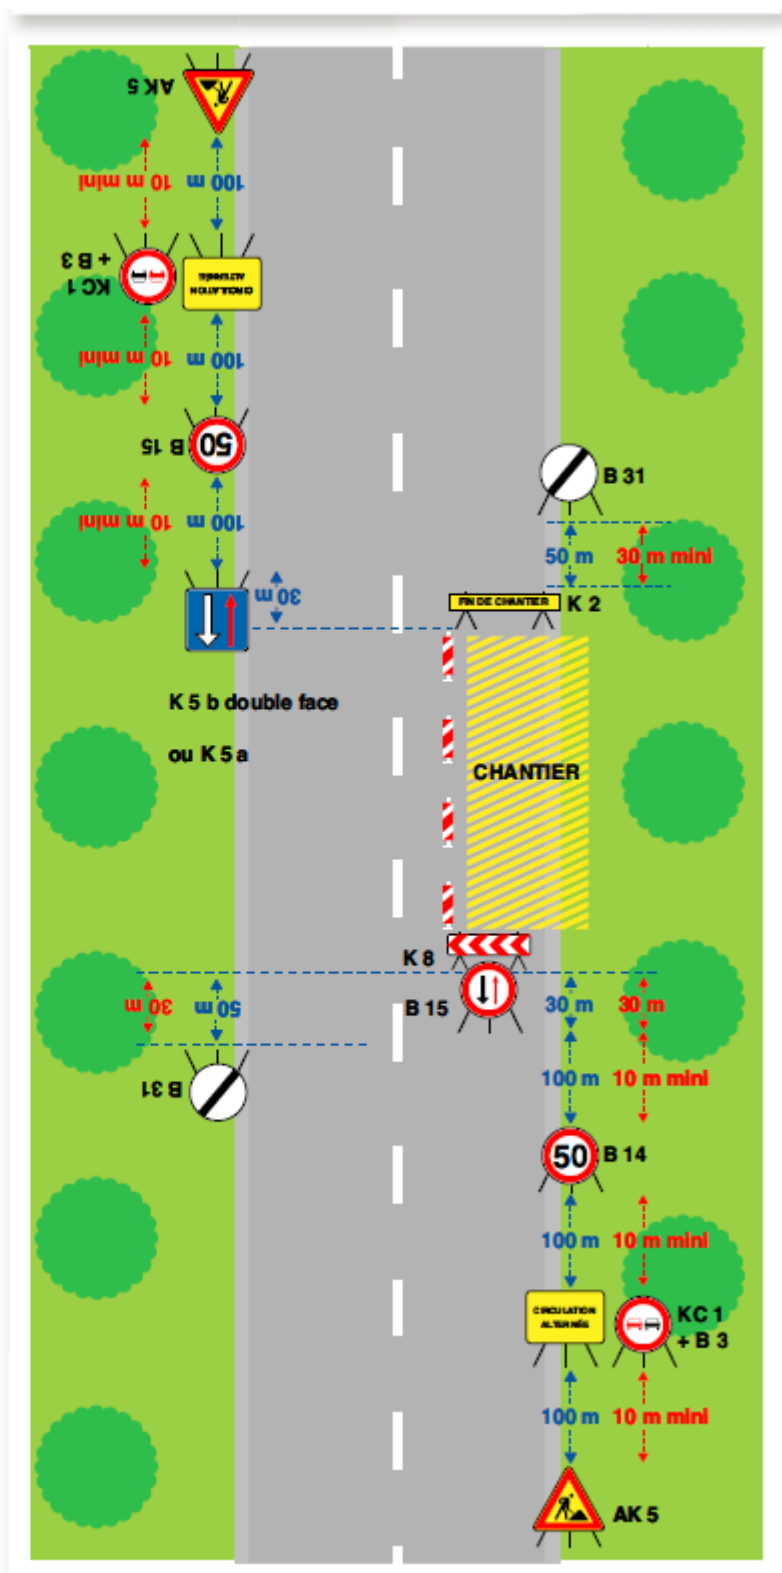 AK 5
10 m mini
100 m
KC 1
+ B 3
CIRCULATION
ALTERNÉE
10 m mini
100 m
B 15
50
10 m mini
100 m
30 m
B 31
50 m
30 m mini
FIN DE CHANTIER
K 2
K 5 b double face
ou K 5 a
CHANTIER
K 8
B 15
30 m
50 m
30 m
30 m
B 31
100 m
10 m mini
50
B 14
100 m
10 m mini
CIRCULATION
ALTERNÉE
KC 1
+ B 3
100 m
10 m mini
AK 5